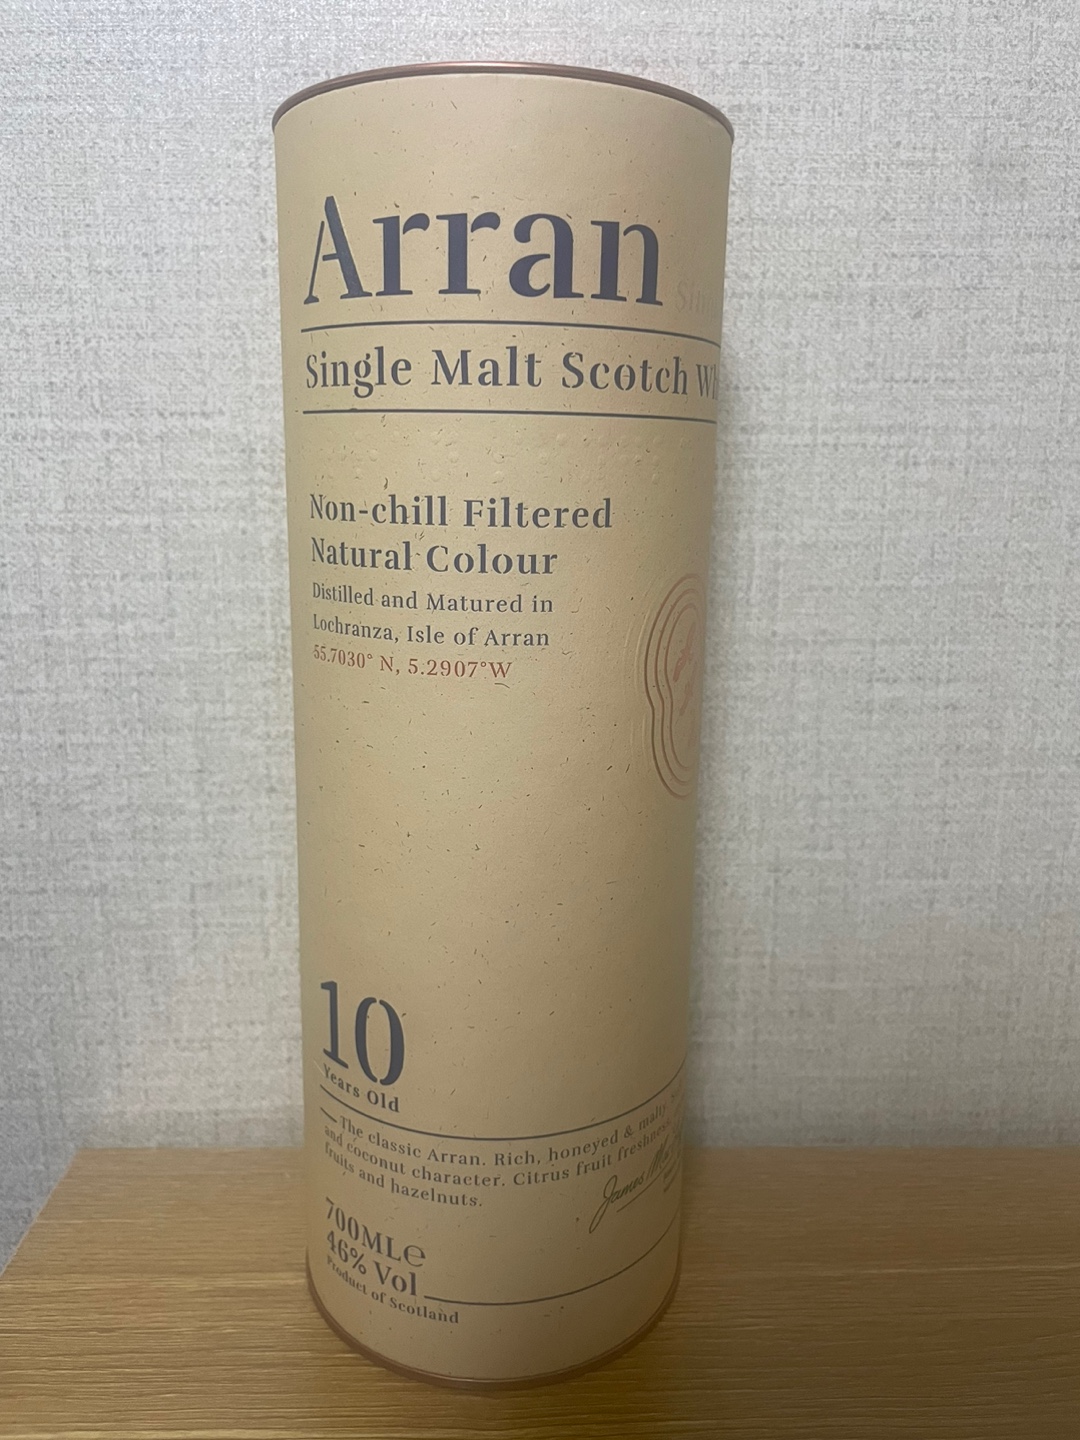 Arran
Single Malt Scotch
Non-chill Filtered
Natural Colour
Distilled and Matured in
Lochranza, Isle of Arran
55.7030° N, 5.2907°W
10
Years Old
The classic Arran. Rich, honeyed & malty.
and coconut character. Citrus fruit freshness
fruits and hazelnuts.
James
700ML℮
46% Vol
Product of Scotland